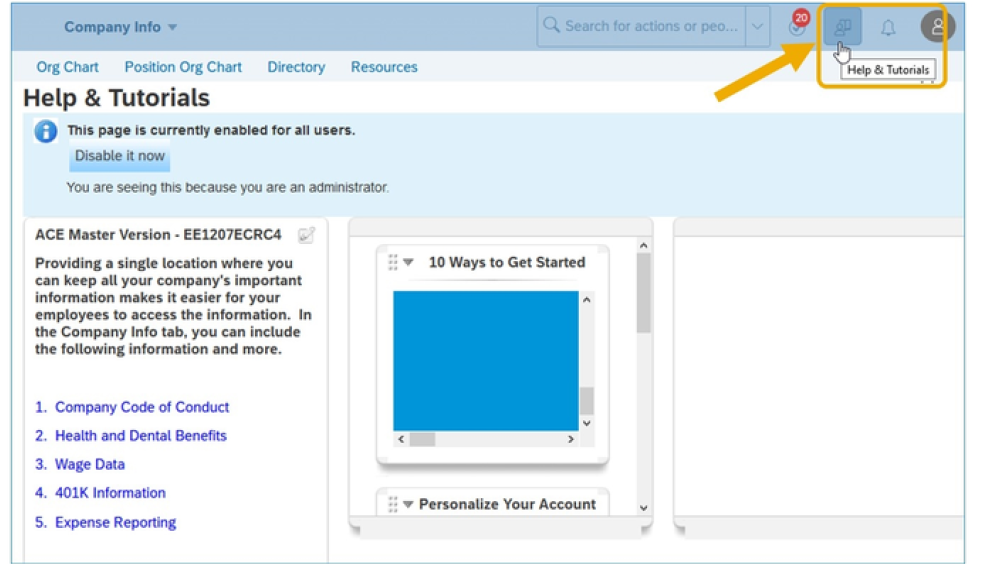 Company Info
Search for actions or peo...
20
Help & Tutorials
Org Chart Position Org Chart Directory Resources
Help & Tutorials
This page is currently enabled for all users.
Disable it now
You are seeing this because you are an administrator.
ACE Master Version - EE1207ECRC4
Providing a single location where you
can keep all your company's important
information makes it easier for your
employees to access the information. In
the Company Info tab, you can include
the following information and more.
1. Company Code of Conduct
2. Health and Dental Benefits
3. Wage Data
4. 401K Information
5. Expense Reporting
10 Ways to Get Started
Personalize Your Account